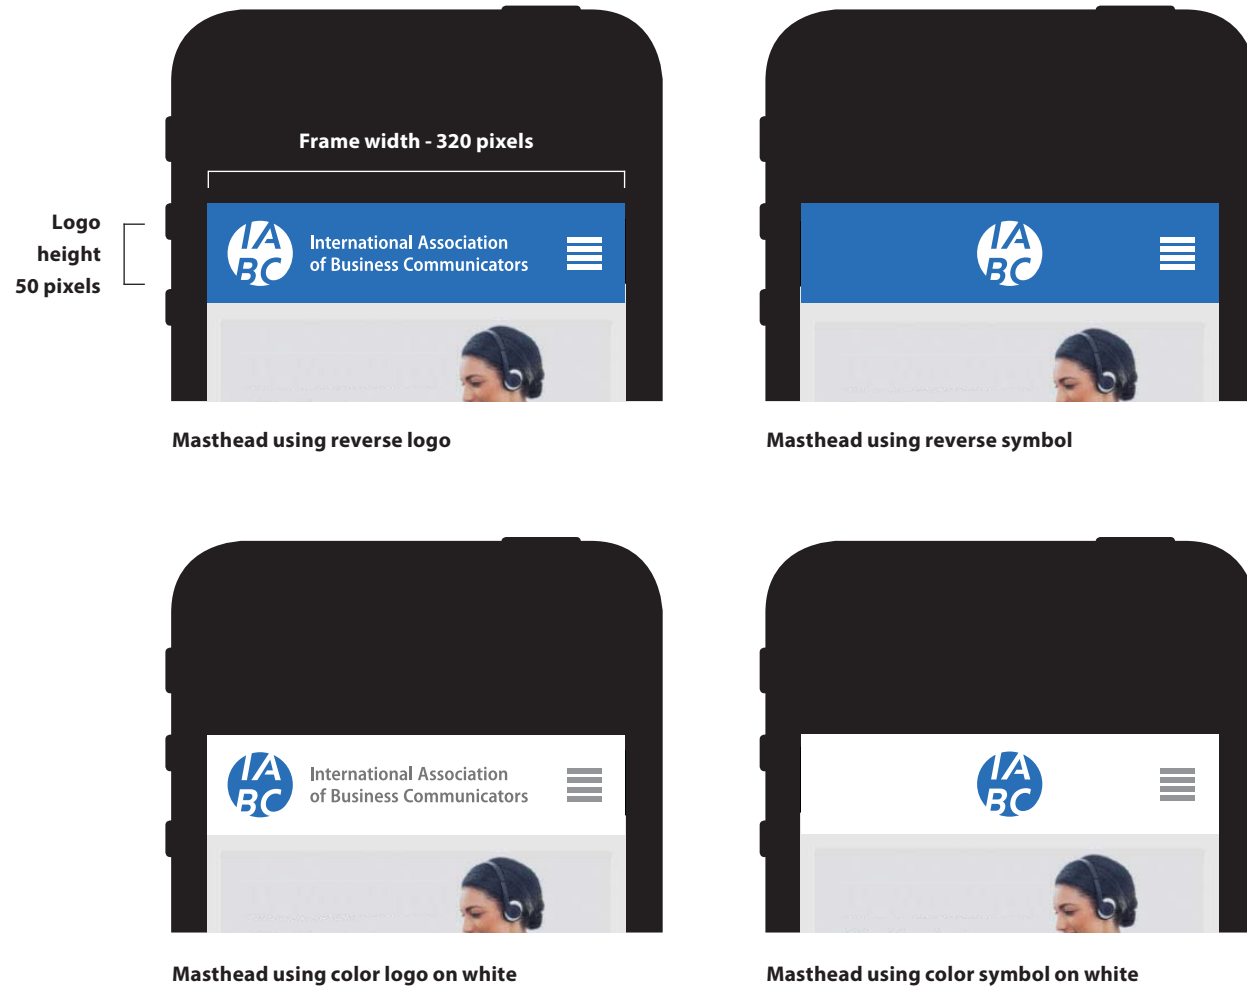 Frame width - 320 pixels
Logo
height
50 pixels
IA
BC
International Association
of Business Communicators
IA
BC
Masthead using reverse logo
Masthead using reverse symbol
IA
BC
International Association
of Business Communicators
IA
BC
Masthead using color logo on white
Masthead using color symbol on white